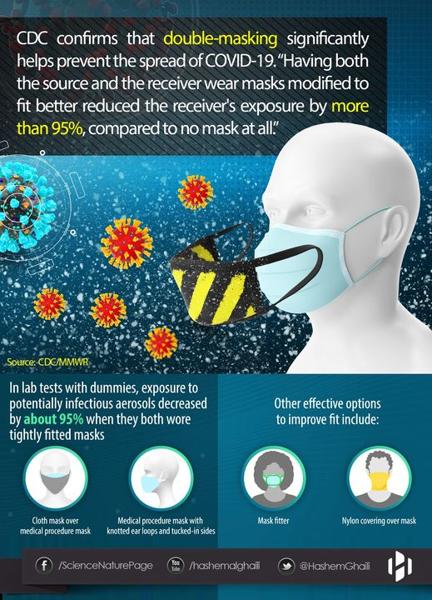 CDC confirms that double-masking significantly
helps prevent the spread of COVID-19. “Having both
the source and the receiver wear masks modified to
fit better reduced the receiver's exposure by more
than 95%, compared to no mask at all.”
Source: CDC/MMWR
In lab tests with dummies, exposure to
potentially infectious aerosols decreased
by about 95% when they both wore
tightly fitted masks
Cloth mask over
medical procedure mask
Medical procedure mask with
knotted ear loops and tucked-in sides
Other effective options
to improve fit include:
Mask fitter
Nylon covering over mask
f /ScienceNaturePage
You Tube /hashemalghaili
@HashemGhaili